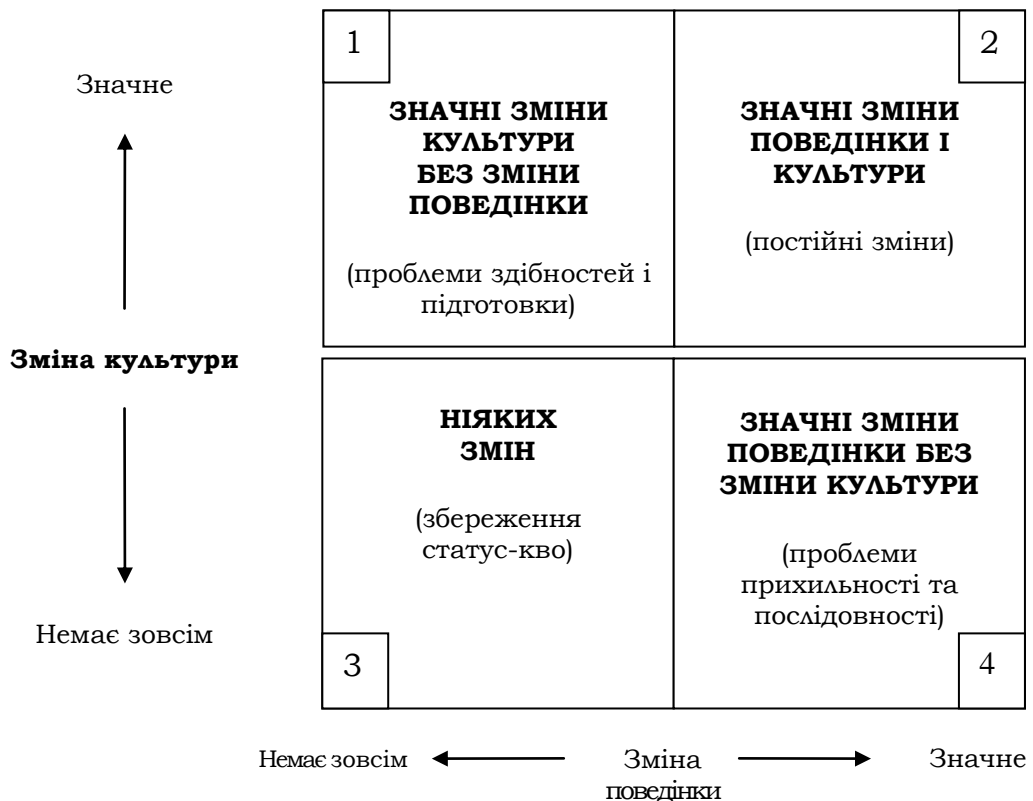 1
2
Значне
ЗНАЧНІ ЗМІНИ
КУЛЬТУРИ
БЕЗ ЗМІНИ
ПОВЕДІНКИ
(проблеми здібностей і
підготовки)
ЗНАЧНІ ЗМІНИ
ПОВЕДІНКИ І
КУЛЬТУРИ
(постійні зміни)
Зміна культури
НІЯКИХ
ЗМІН
(збереження
статус-кво)
ЗНАЧНІ ЗМІНИ
ПОВЕДІНКИ БЕЗ
ЗМІНИ КУЛЬТУРИ
(проблеми
прихильності та
послідовності)
Немає зовсім
3
4
Немає зовсім
Зміна
поведінки
Значне